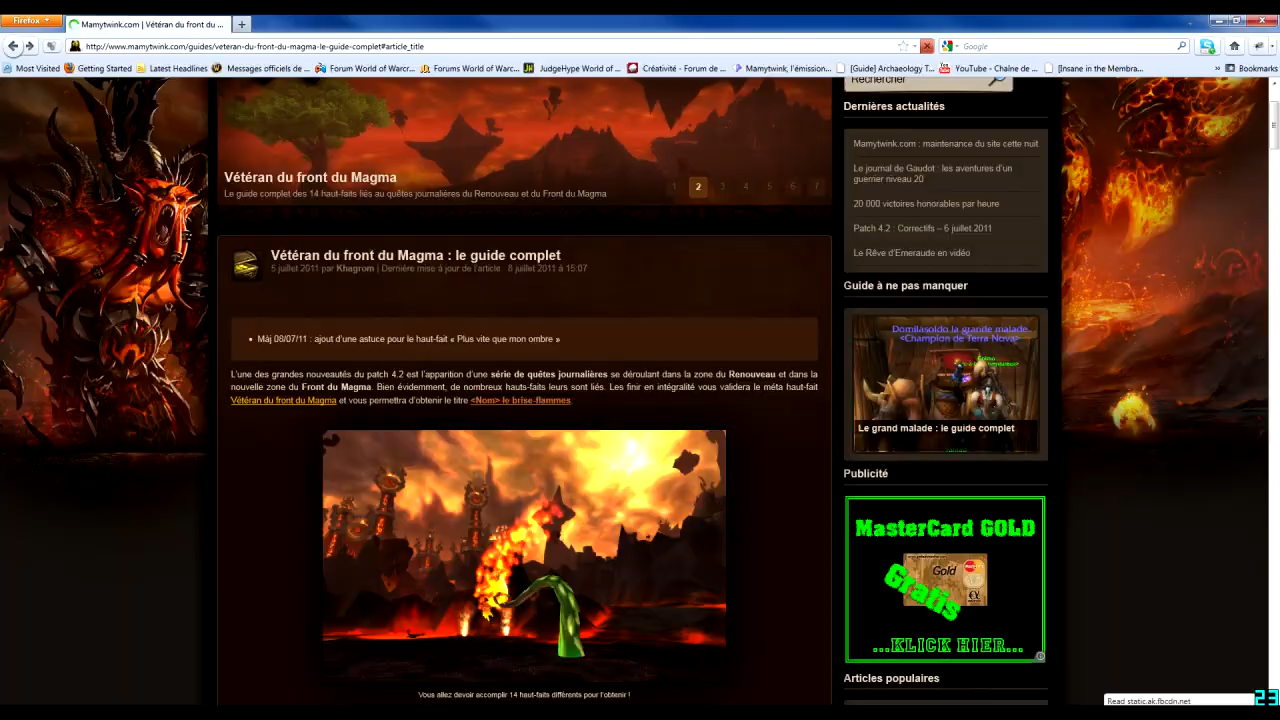 Firefox
Mamytwink.com | Vétéran du front du ...
http://www.mamytwink.com/guides/veteran-du-front-du-magma-le-guide-complet#article_title
Google
Most Visited
Getting Started
Latest Headlines
Messages officiels de ...
Forum World of Warcr...
Forums World of Warc...
JudgeHype World of ...
Créativité - Forum de ...
Mamytwink, l'émission...
[Guide] Archaeology T...
YouTube - Chaîne de ...
[Insane in the Membra...
»
Bookmarks
Rechercher
Vétéran du front du Magma
Le guide complet des 14 haut-faits liés au quêtes journalières du Renouveau et du Front du Magma
1 2 3 4 5 6 7
Vétéran du front du Magma : le guide complet
5 juillet 2011 par Khagrom | Dernière mise à jour de l'article 8 juillet 2011 à 15:07
Màj 08/07/11 : ajout d'une astuce pour le haut-fait « Plus vite que mon ombre »
L'une des grandes nouveautés du patch 4.2 est l'apparition d'une série de quêtes journalières se déroulant dans la zone du Renouveau et dans la
nouvelle zone du Front du Magma. Bien évidemment, de nombreux hauts-faits leurs sont liés. Les finir en intégralité vous validera le méta haut-fait
Vétéran du front du Magma et vous permettra d'obtenir le titre <Nom> le brise-flammes.
Vous allez devoir accomplir 14 haut-faits différents pour l'obtenir !
Dernières actualités
Mamytwink.com : maintenance du site cette nuit
Le journal de Gaudot : les aventures d'un
guerrier niveau 20
20 000 victoires honorables par heure
Patch 4.2 : Correctifs – 6 juillet 2011
Le Rêve d'Emeraude en vidéo
Guide à ne pas manquer
Domilasoldo la grande malade
<Champion de Terra Nova>
Le grand malade : le guide complet
Publicité
MasterCard GOLD
Gold
Gratis
...KLICK HIER...
Articles populaires
Read static.ak.fbcdn.net
23